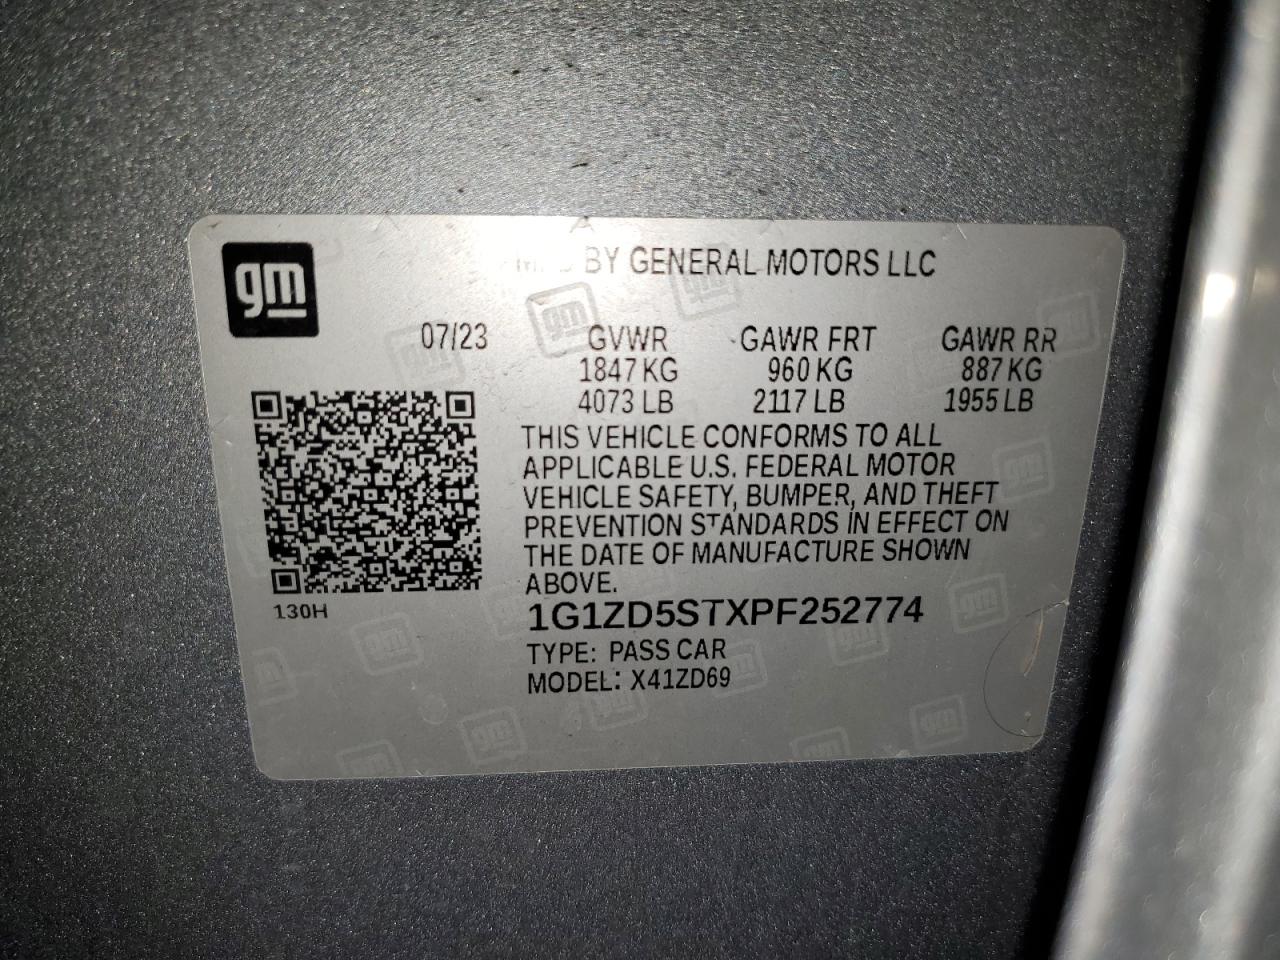 gm
MFD BY GENERAL MOTORS LLC
07/23 GVWR GAWR FRT GAWR RR
1847 KG 960 KG 887 KG
4073 LB 2117 LB 1955 LB
THIS VEHICLE CONFORMS TO ALL
APPLICABLE U.S. FEDERAL MOTOR
VEHICLE SAFETY, BUMPER, AND THEFT
PREVENTION STANDARDS IN EFFECT ON
THE DATE OF MANUFACTURE SHOWN
ABOVE.
130H
1G1ZD5STXPF252774
TYPE: PASS CAR
MODEL: X41ZD69